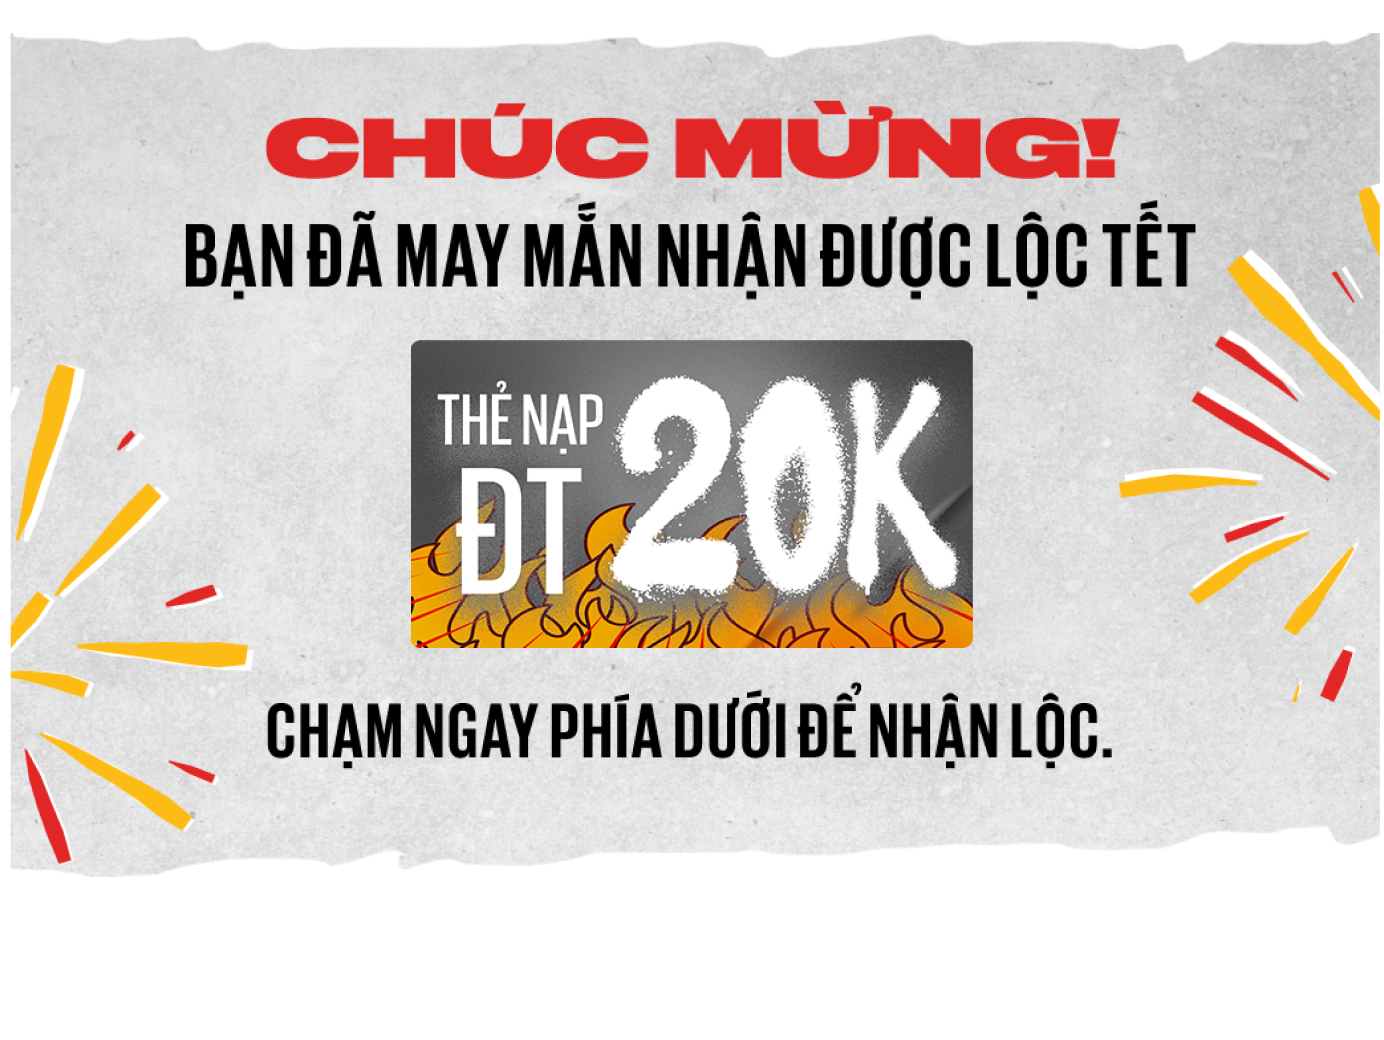 CHÚC MỪNG!
BẠN ĐÃ MAY MẮN NHẬN ĐƯỢC LỘC TẾT
THẺ NẠP
ĐT 20K
CHẠM NGAY PHÍA DƯỚI ĐỂ NHẬN LỘC.